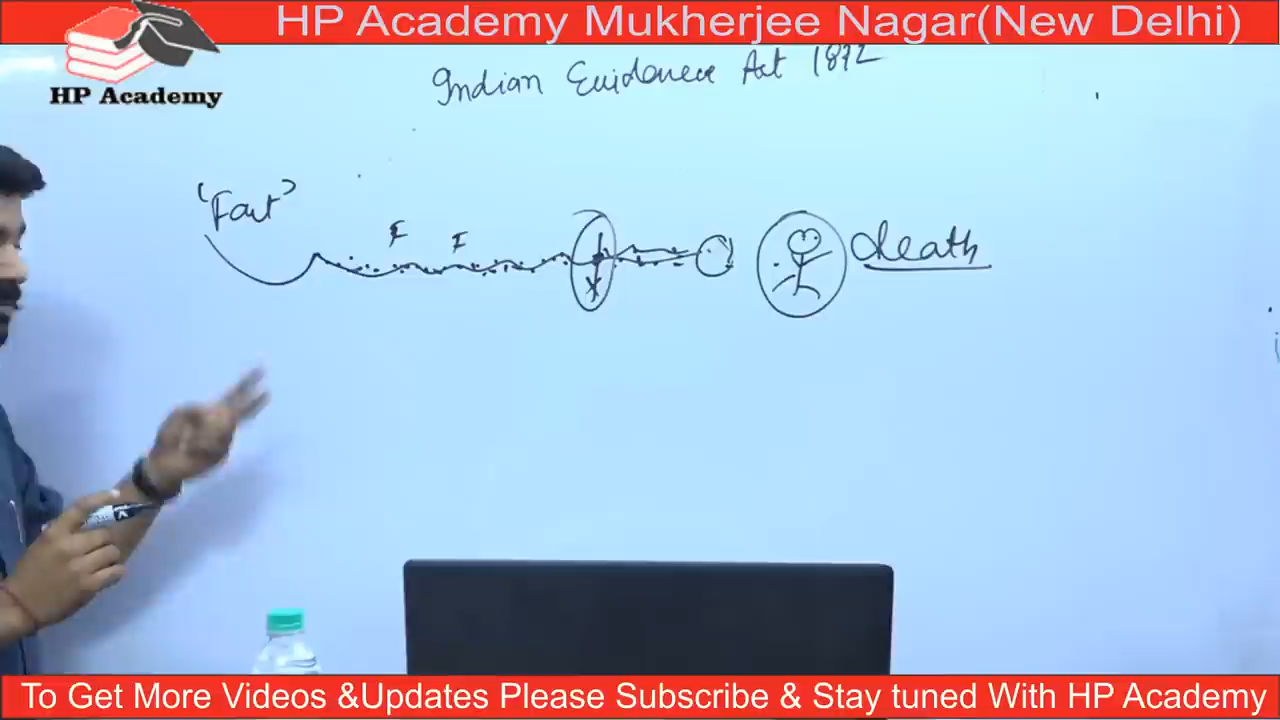 HP Academy Mukherjee Nagar(New Delhi)
HP Academy
Indian Evidence Act 1872
'Fact'
F F
X
death
To Get More Videos &Updates Please Subscribe & Stay tuned With HP Academy